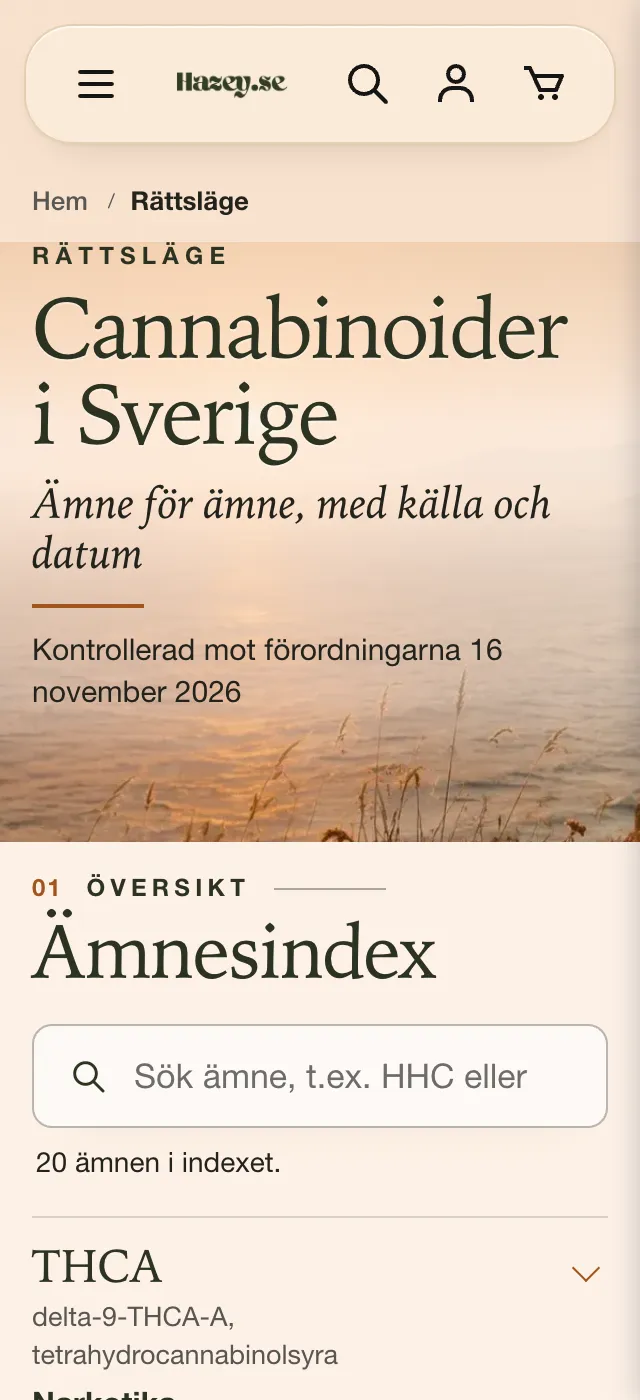 Hazey.se
Hem / Rättsläge
RÄTTSLÄGE
Cannabinoider
i Sverige
Ämne för ämne, med källa och
datum
Kontrollerad mot förordningarna 16
november 2026
01 ÖVERSIKT
Ämnesindex
Sök ämne, t.ex. HHC eller
20 ämnen i indexet.
THCA
delta-9-THCA-A,
tetrahydrocannabinolsyra